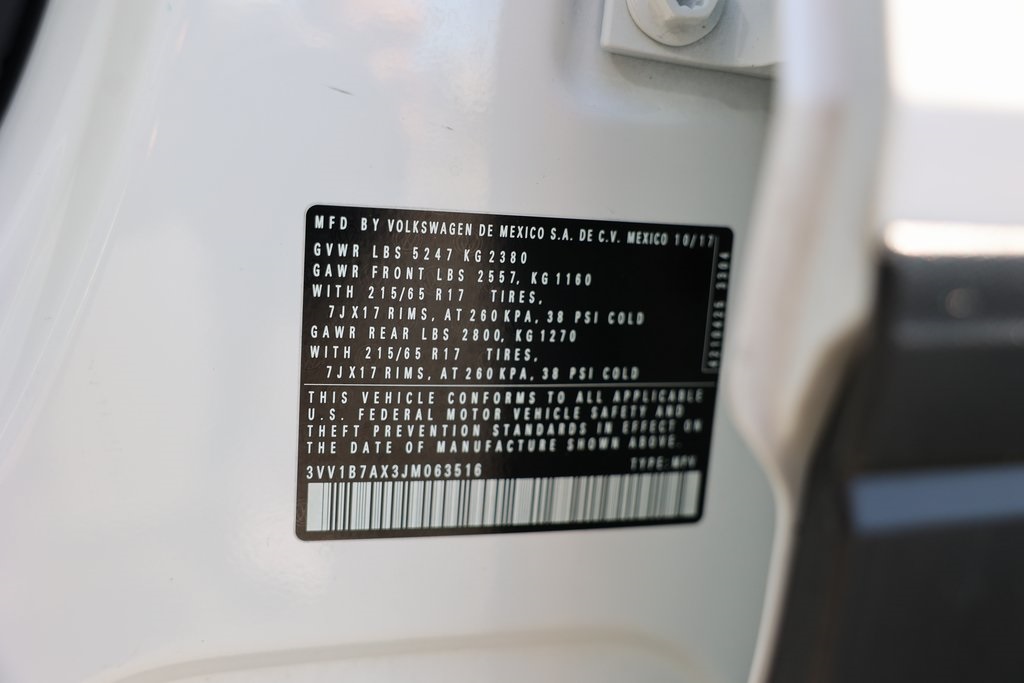 MFD BY VOLKSWAGEN DE MEXICO S.A. DE C.V. MEXICO 10/17
GVWR LBS 5247 KG 2380
GAWR FRONT LBS 2557, KG 1160
WITH 215/65 R17 TIRES,
7JX17 RIMS, AT 260 KPA, 38 PSI COLD
GAWR REAR LBS 2800, KG 1270
WITH 215/65 R17 TIRES,
7JX17 RIMS, AT 260 KPA, 38 PSI COLD
THIS VEHICLE CONFORMS TO ALL APPLICABLE
U.S. FEDERAL MOTOR VEHICLE SAFETY AND
THEFT PREVENTION STANDARDS IN EFFECT ON
THE DATE OF MANUFACTURE SHOWN ABOVE.
3VV1B7AX3JM063516 TYPE: MPV